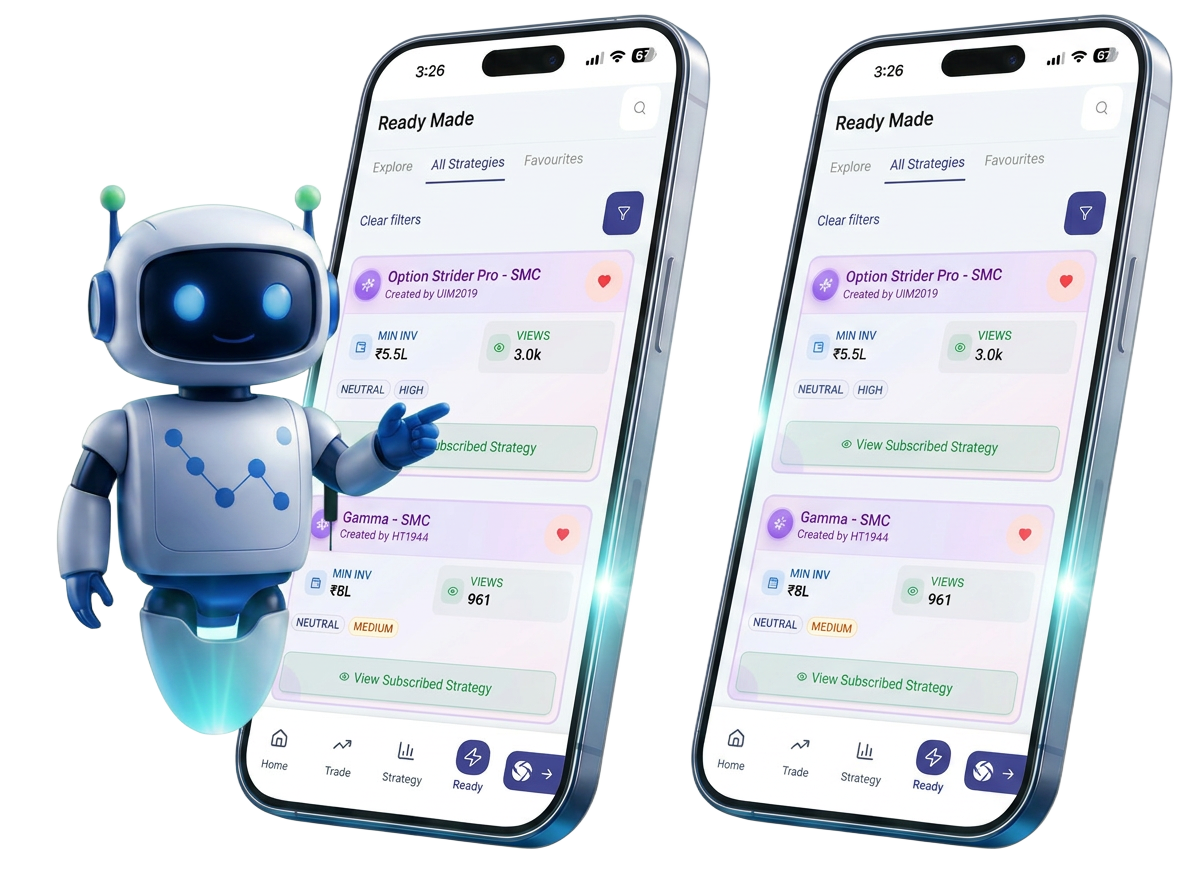 3:26
67
Ready Made
Explore All Strategies Favourites
Clear filters
Option Strider Pro - SMC
Created by UIM2019
MIN INV
₹5.5L
VIEWS
3.0k
NEUTRAL HIGH
ubscribed Strategy
Gamma - SMC
Created by HT1944
MIN INV
₹8L
VIEWS
961
NEUTRAL MEDIUM
View Subscribed Strategy
Home Trade Strategy Ready
3:26
67
Ready Made
Explore All Strategies Favourites
Clear filters
Option Strider Pro - SMC
Created by UIM2019
MIN INV
₹5.5L
VIEWS
3.0k
NEUTRAL HIGH
View Subscribed Strategy
Gamma - SMC
Created by HT1944
MIN INV
₹8L
VIEWS
961
NEUTRAL MEDIUM
View Subscribed Strategy
Home Trade Strategy Ready